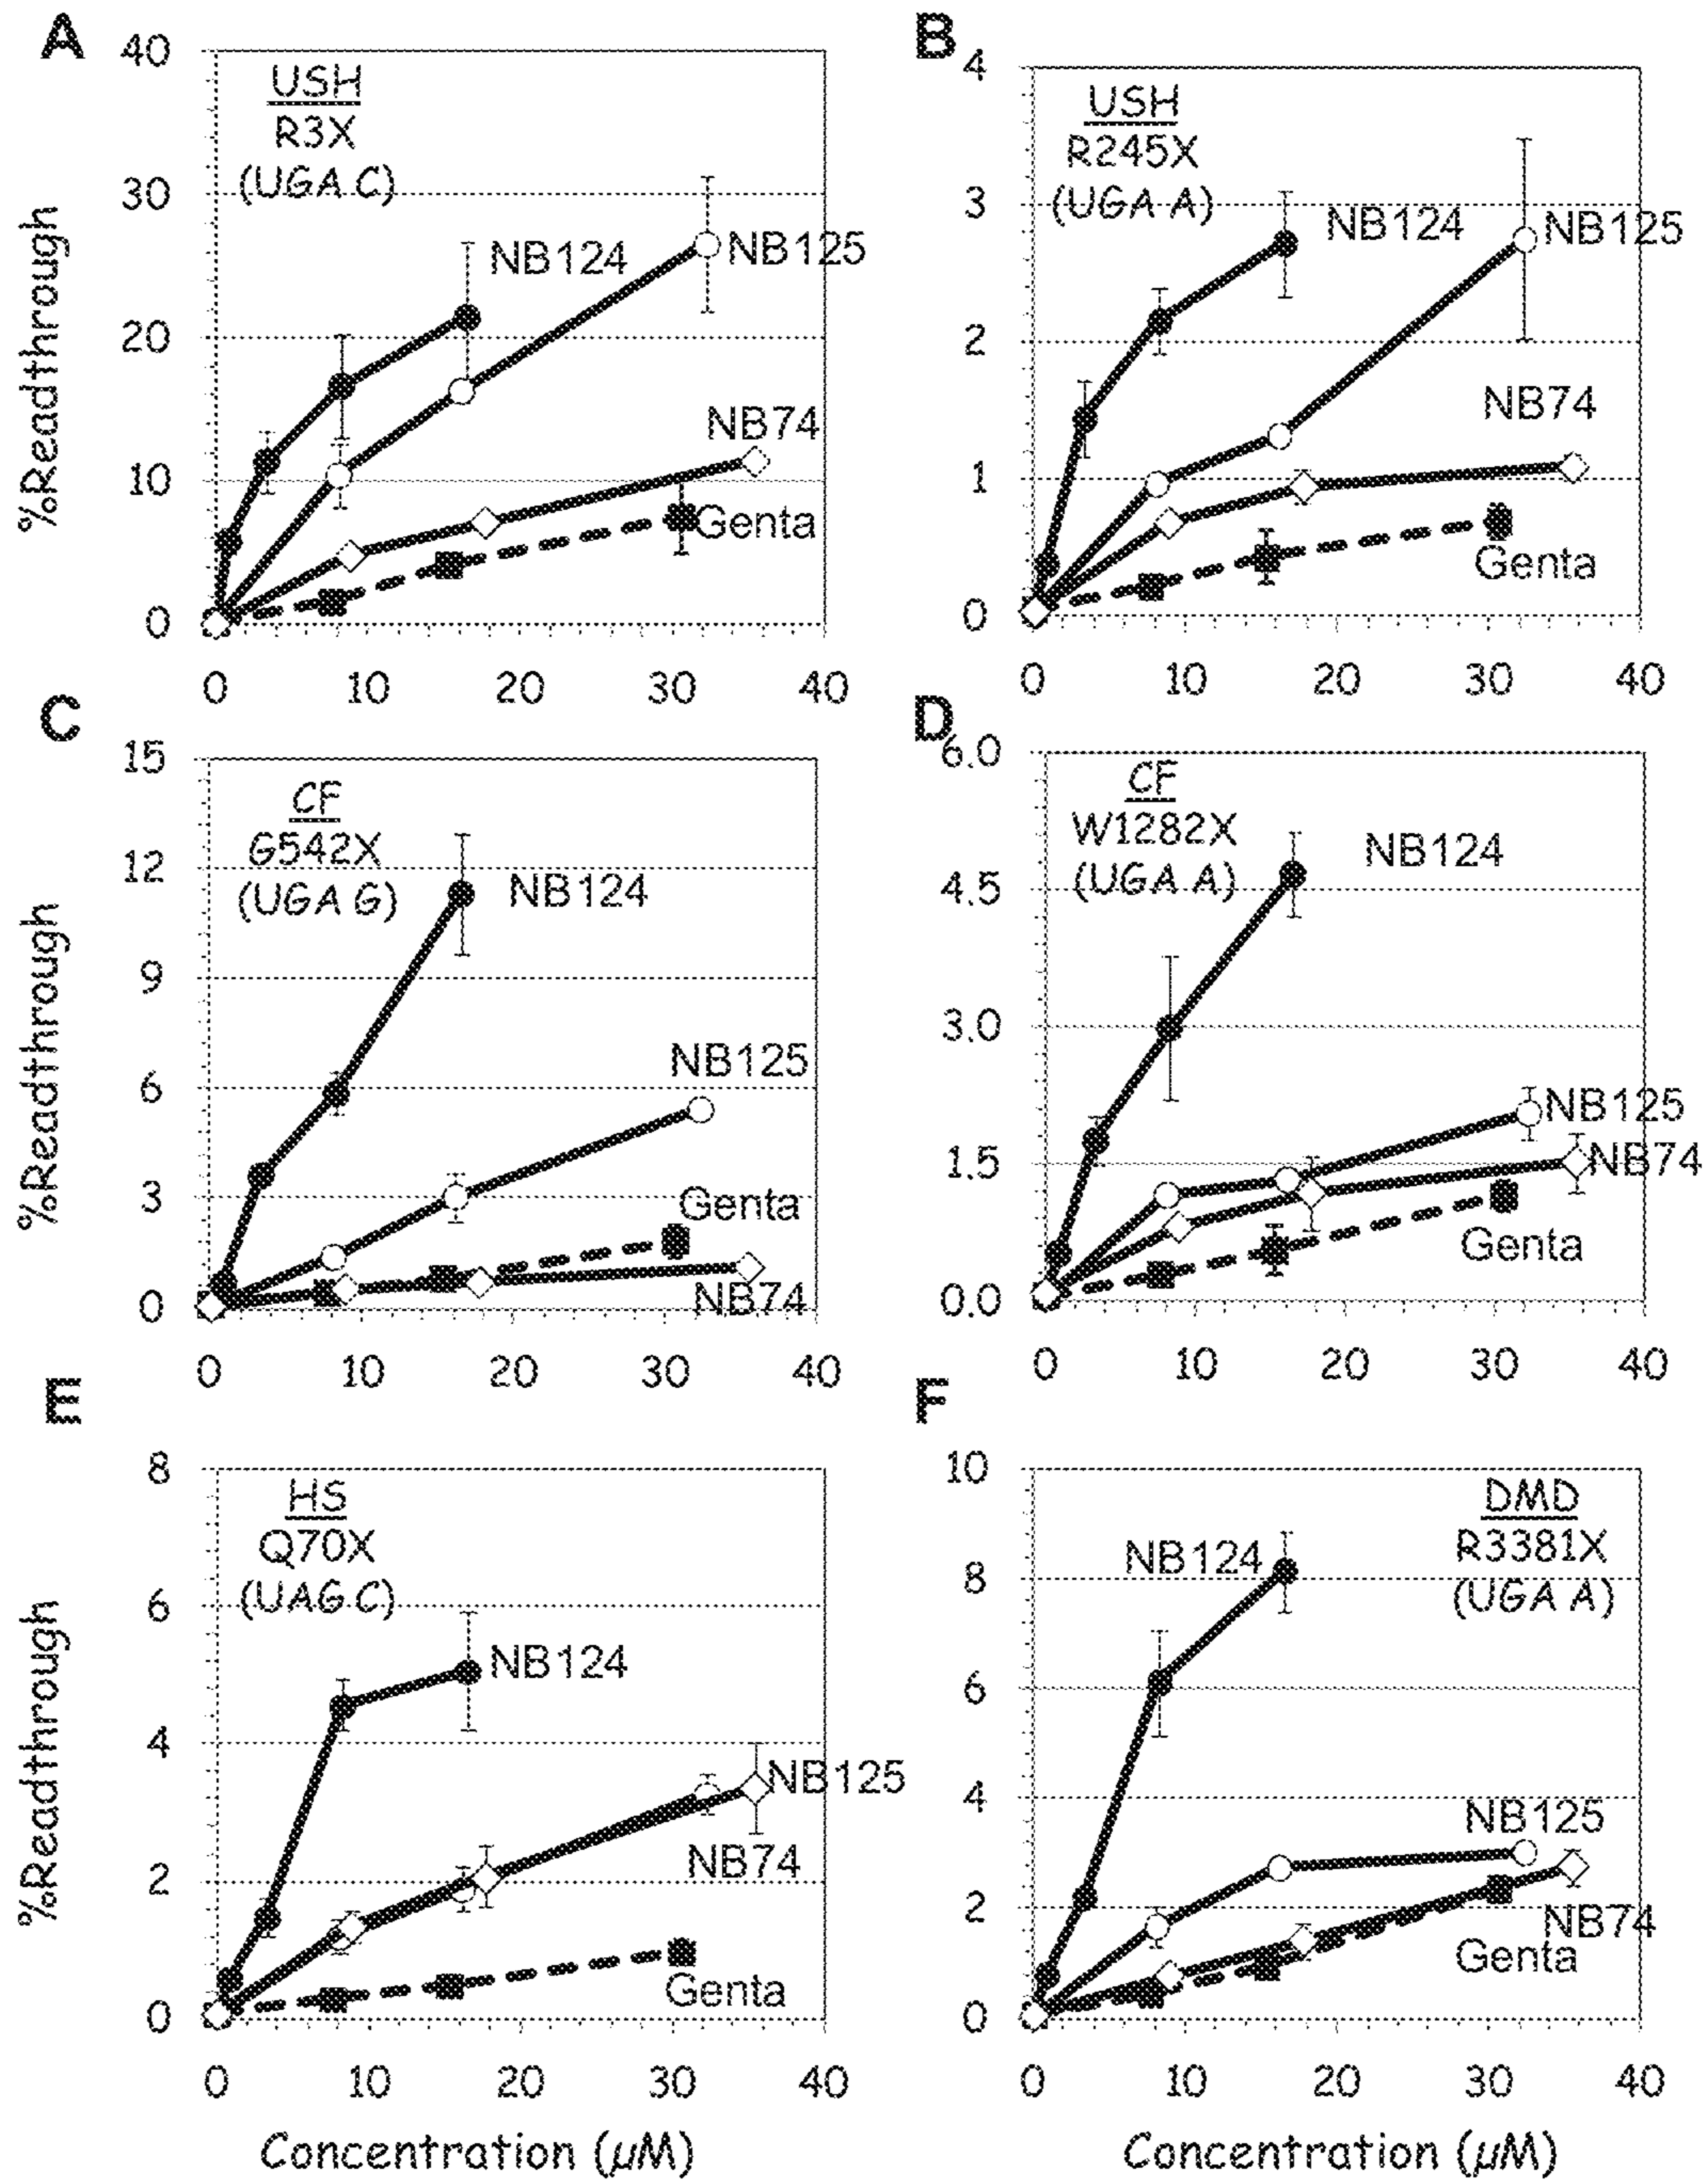 A
%Readthrough
40
30
20
10
0
USH
R3X
(UGA C)
NB124
NB125
NB74
Genta
0 10 20 30 40
B
4
3
2
1
0
USH
R245X
(UGA A)
NB124
NB125
NB74
Genta
0 10 20 30 40
C
%Readthrough
15
12
9
6
3
0
CF
G542X
(UGA G)
NB124
NB125
Genta
NB74
0 10 20 30 40
D
6.0
4.5
3.0
1.5
0.0
CF
W1282X
(UGA A)
NB124
NB125
NB74
Genta
0 10 20 30 40
E
%Readthrough
8
6
4
2
0
HS
Q70X
(UAG C)
NB124
NB125
NB74
Genta
0 10 20 30 40
Concentration (µM)
F
10
8
6
4
2
0
DMD
R3381X
(UGA A)
NB124
NB125
NB74
Genta
0 10 20 30 40
Concentration (µM)